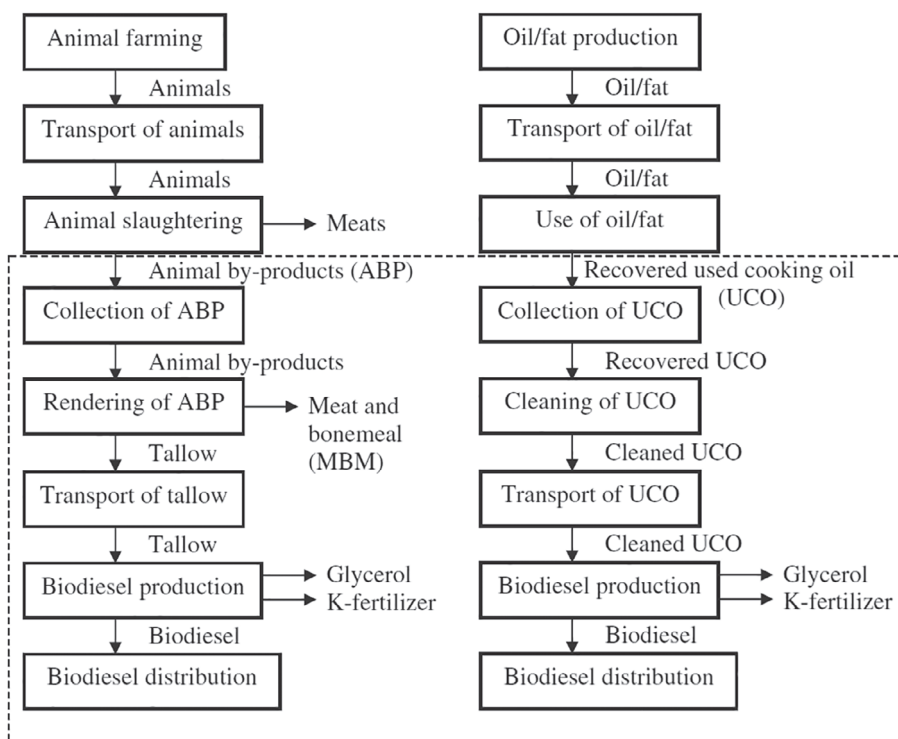 Animal farming
Animals
Transport of animals
Animals
Animal slaughtering
Meats
Animal by-products (ABP)
Collection of ABP
Animal by-products
Rendering of ABP
Meat and
bonemeal
(MBM)
Tallow
Transport of tallow
Tallow
Biodiesel production
Glycerol
K-fertilizer
Biodiesel
Biodiesel distribution
Oil/fat production
Oil/fat
Transport of oil/fat
Oil/fat
Use of oil/fat
Recovered used cooking oil
(UCO)
Collection of UCO
Recovered UCO
Cleaning of UCO
Cleaned UCO
Transport of UCO
Cleaned UCO
Biodiesel production
Glycerol
K-fertilizer
Biodiesel
Biodiesel distribution